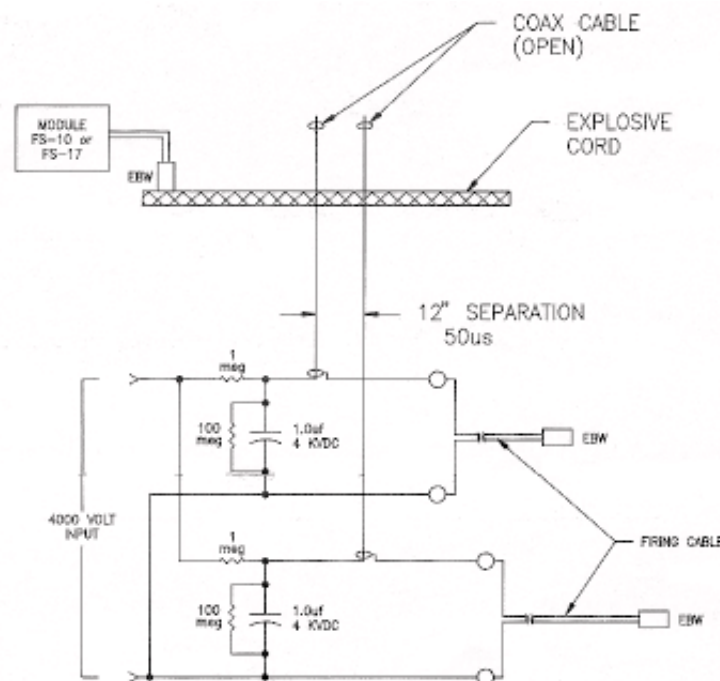 COAX CABLE
(OPEN)
MODULE
FS-10 or
FS-17
EBW
EXPLOSIVE
CORD
12" SEPARATION
50us
1
meg
100
meg
1.0uf
4 KVDC
EBW
4000 VOLT
INPUT
FIRING CABLE
1
meg
100
meg
1.0uf
4 KVDC
EBW